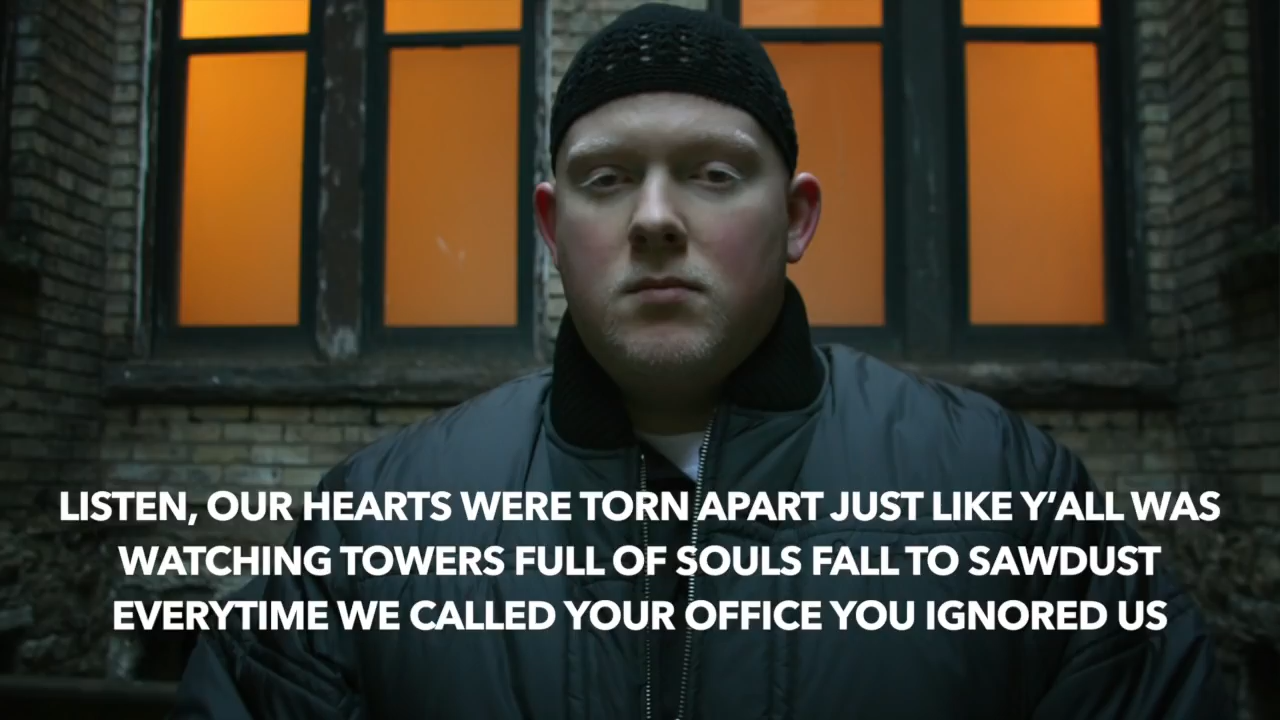 LISTEN, OUR HEARTS WERE TORN APART JUST LIKE Y'ALL WAS
WATCHING TOWERS FULL OF SOULS FALL TO SAWDUST
EVERYTIME WE CALLED YOUR OFFICE YOU IGNORED US